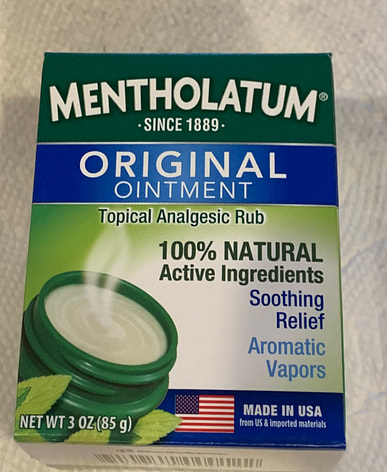 MENTHOLATUM®
·SINCE 1889·
ORIGINAL
OINTMENT
Topical Analgesic Rub
100% NATURAL
Active Ingredients
Soothing
Relief
Aromatic
Vapors
NET WT 3 OZ (85 g)
MADE IN USA
from US & imported materials